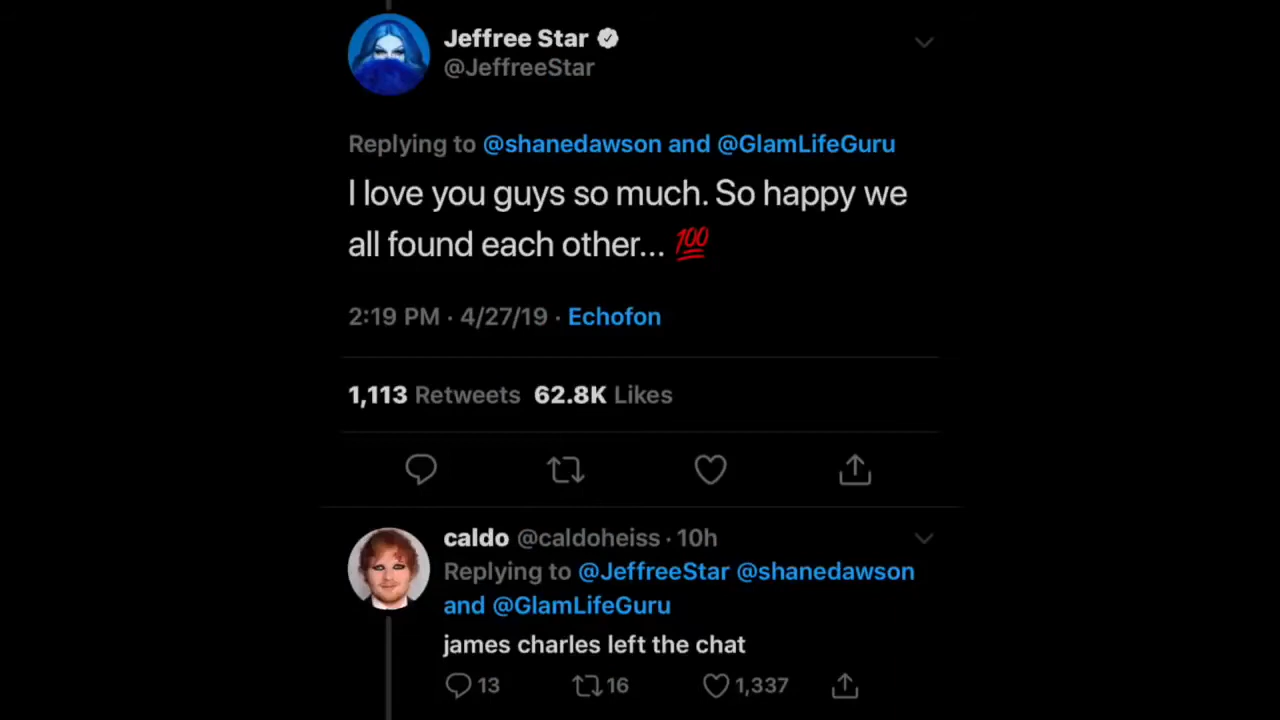 Jeffree Star
@JeffreeStar
Replying to @shanedawson and @GlamLifeGuru
I love you guys so much. So happy we
all found each other... 💯
2:19 PM · 4/27/19 · Echofon
1,113 Retweets 62.8K Likes
caldo @caldoheiss · 10h
Replying to @JeffreeStar @shanedawson
and @GlamLifeGuru
james charles left the chat
13 16 1,337